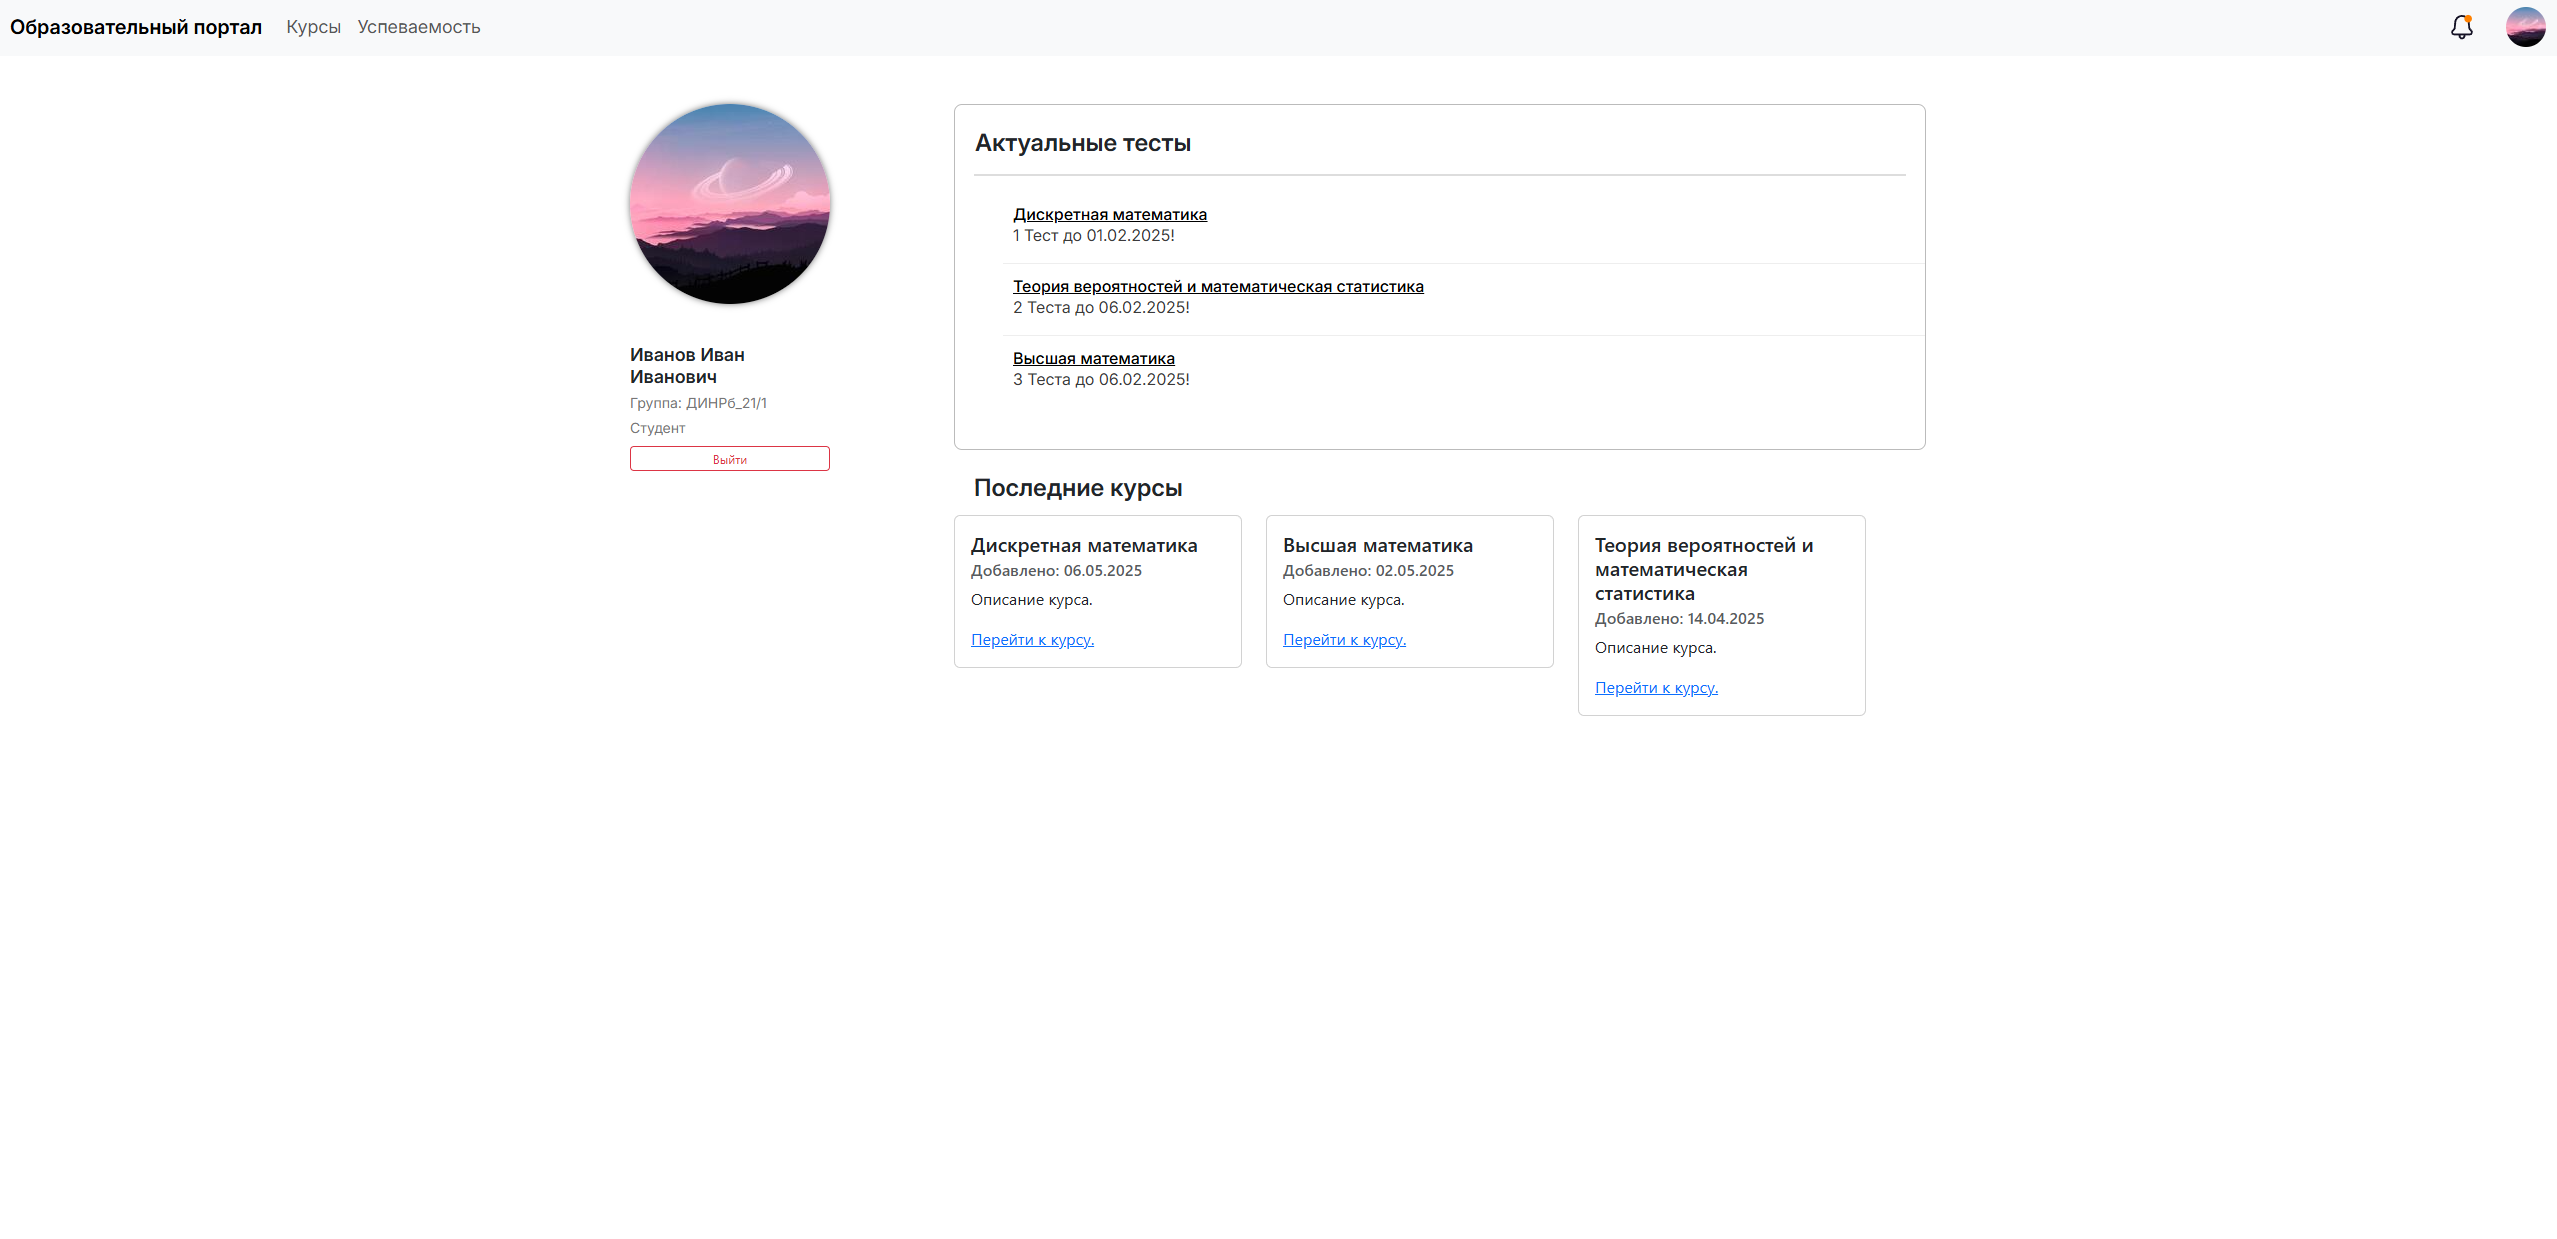 Образовательный портал Курсы Успеваемость
Иванов Иван
Иванович
Группа: ДИНРб_21/1
Студент
Выйти
Актуальные тесты
Дискретная математика
1 Тест до 01.02.2025!
Теория вероятностей и математическая статистика
2 Теста до 06.02.2025!
Высшая математика
3 Теста до 06.02.2025!
Последние курсы
Дискретная математика
Добавлено: 06.05.2025
Описание курса.
Перейти к курсу.
Высшая математика
Добавлено: 02.05.2025
Описание курса.
Перейти к курсу.
Теория вероятностей и
математическая
статистика
Добавлено: 14.04.2025
Описание курса.
Перейти к курсу.